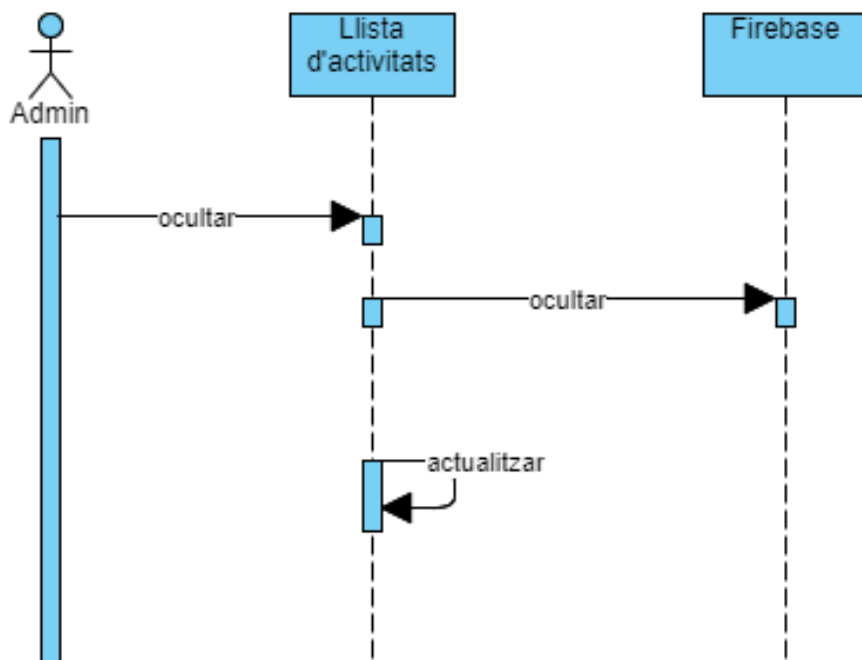 Admin
Llista
d'activitats
Firebase
ocultar
ocultar
actualitzar